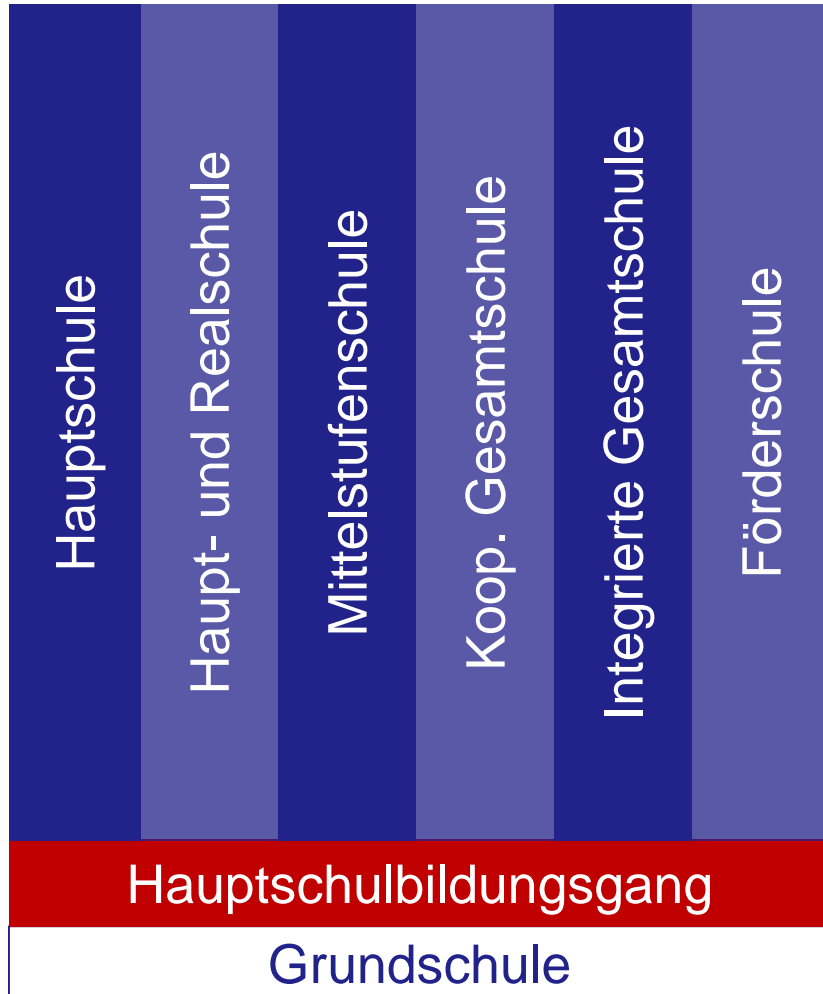 Hauptschule
Haupt- und Realschule
Mittelstufenschule
Koop. Gesamtschule
Integrierte Gesamtschule
Förderschule
Hauptschulbildungsgang
Grundschule